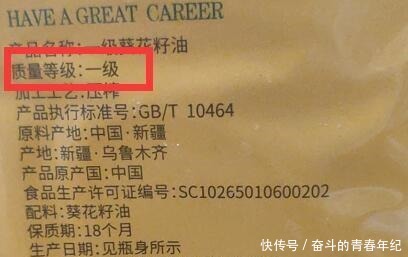 HAVE A GREAT CAREER
产品名称:一级葵花籽油
质量等级:一级
加工工艺:压榨
产品执行标准号:GB/T 10464
原料产地:中国·新疆
产地:新疆·乌鲁木齐
产品原产国:中国
食品生产许可证编号:SC10265010600202
配料:葵花籽油
保质期:18个月
生产日期:见瓶身所示
快传号/奋斗的青春年纪